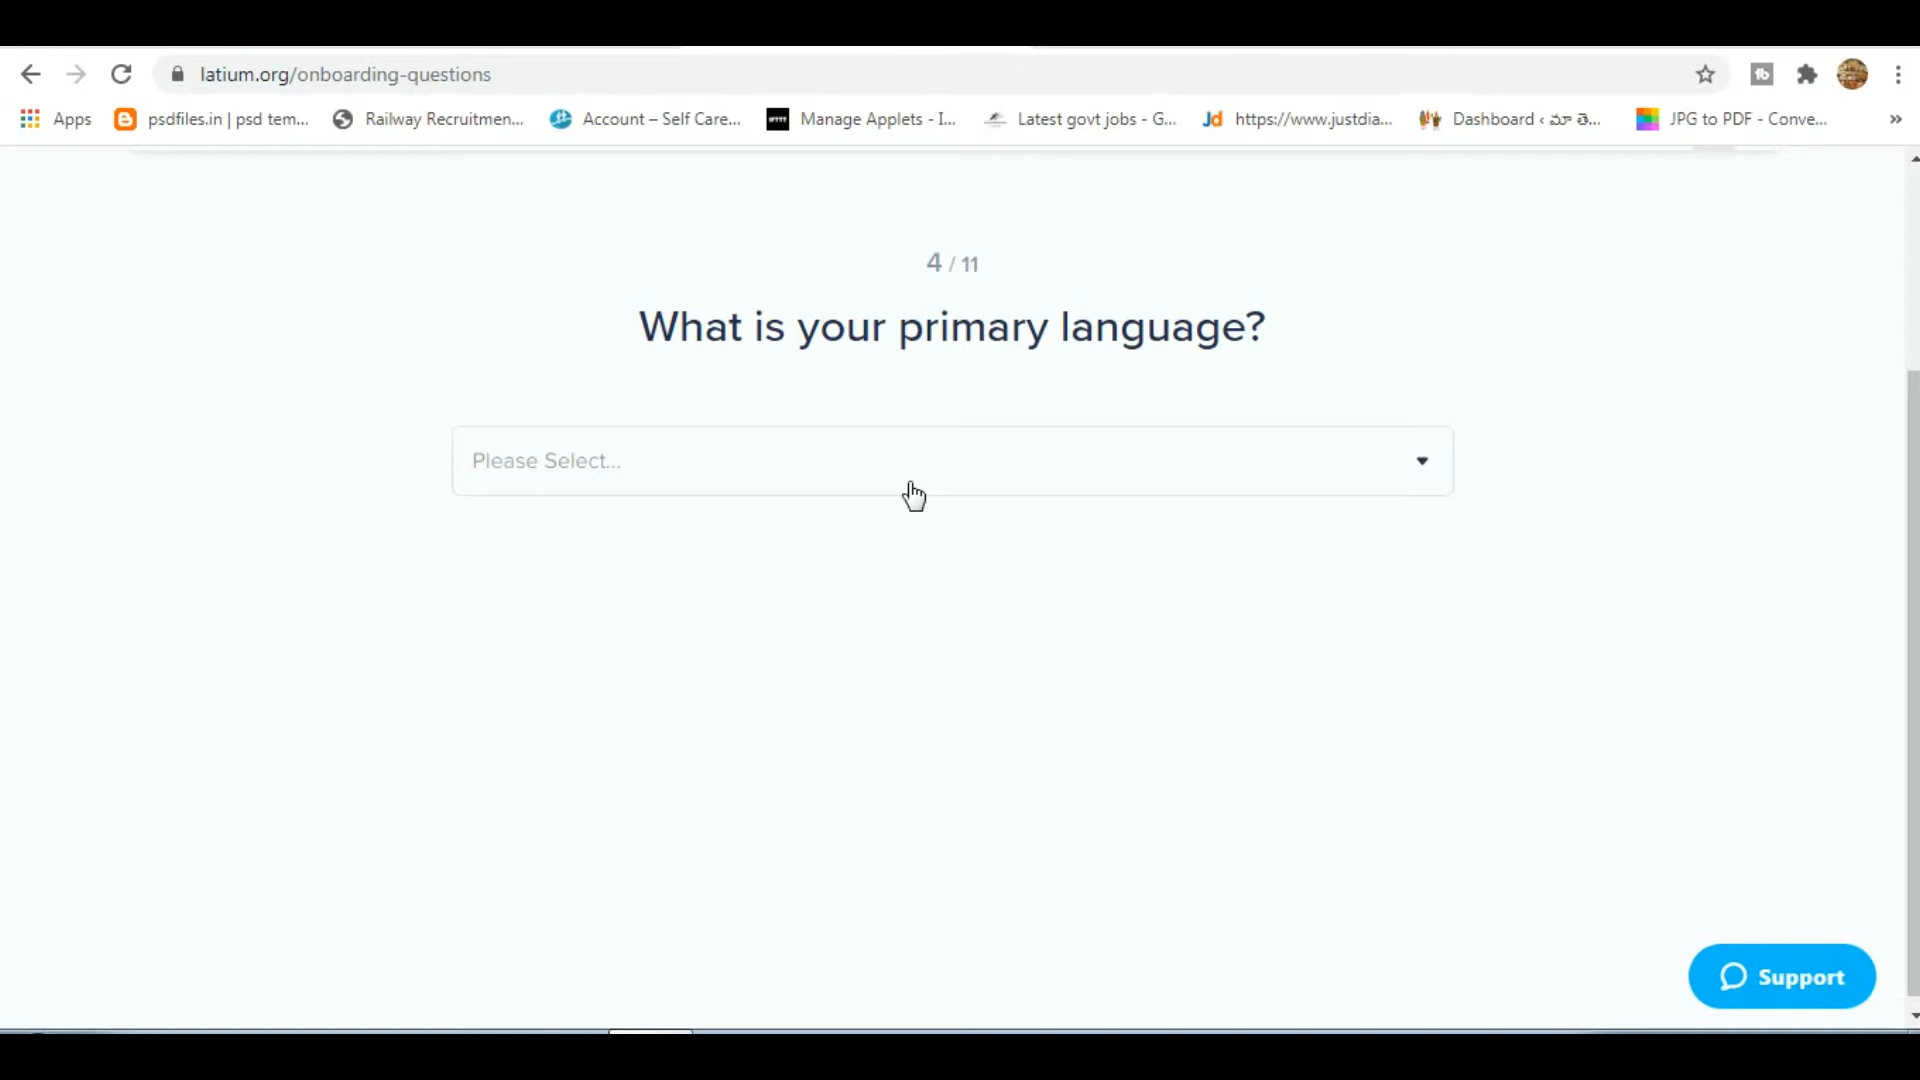 latium.org/onboarding-questions
Apps psdfiles.in | psd tem... Railway Recruitmen... Account – Self Care... Manage Applets - I... Latest govt jobs - G... Jd https://www.justdia... Dashboard ‹ మా తె... JPG to PDF - Conve... »
4 / 11
What is your primary language?
Please Select...
Support